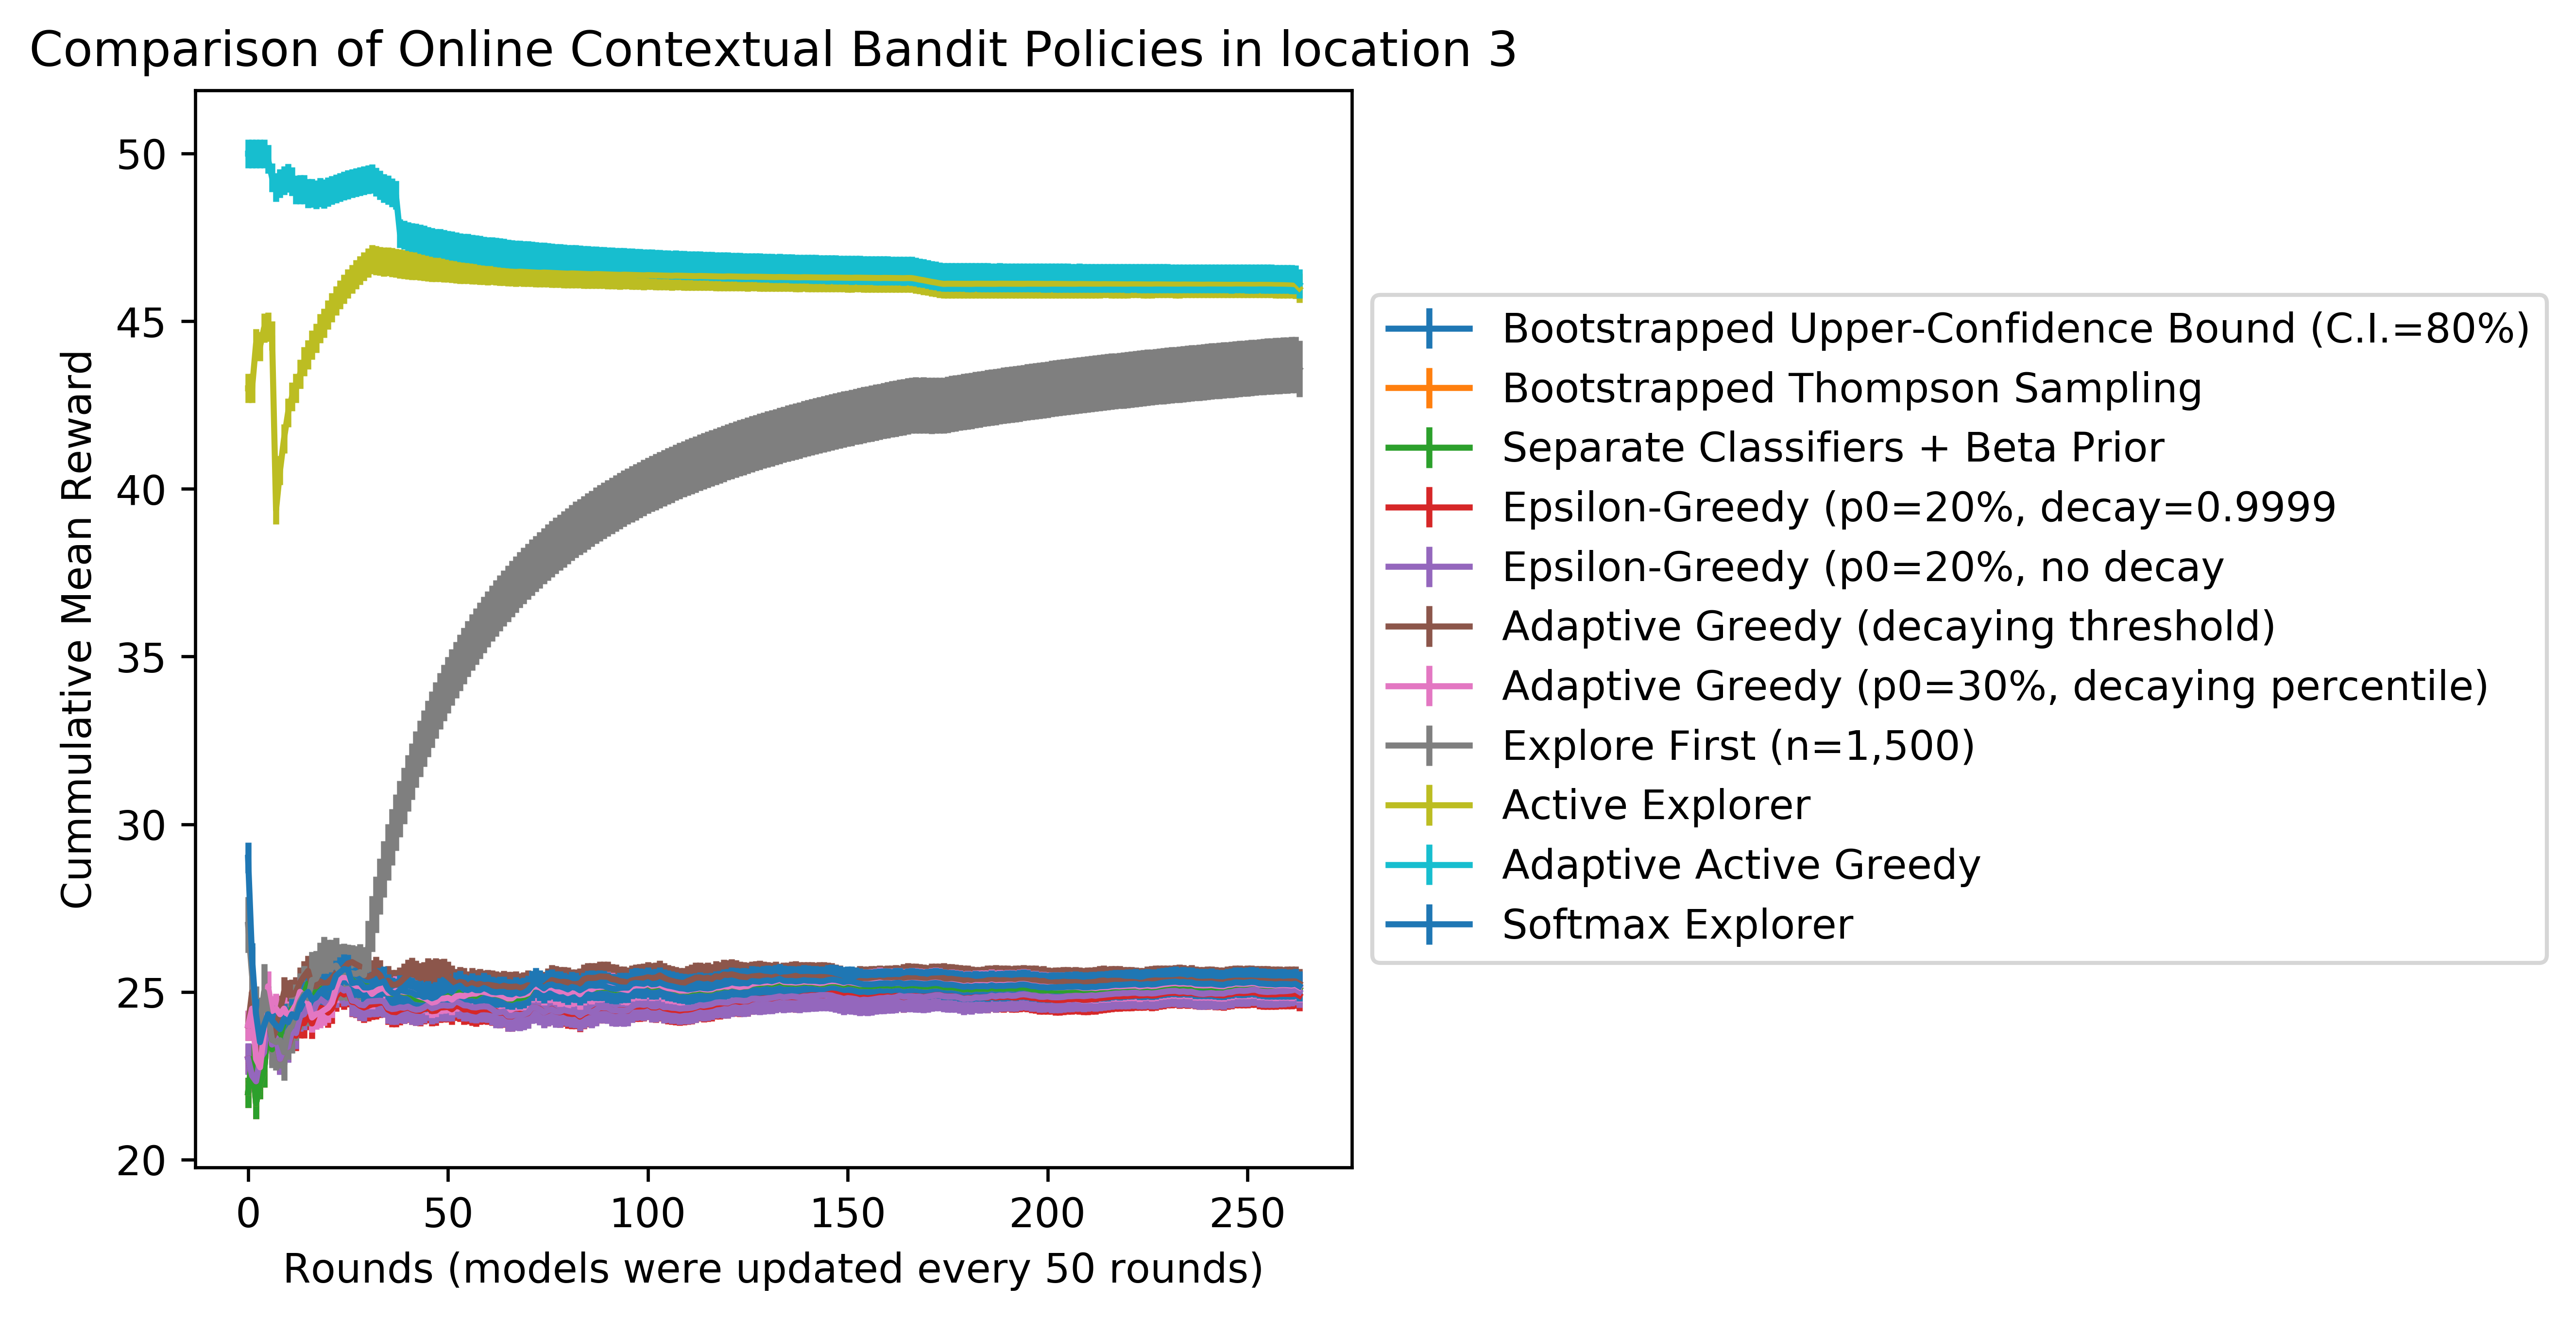 Comparison of Online Contextual Bandit Policies in location 3
Cummulative Mean Reward
50
45
40
35
30
25
20
0 50 100 150 200 250
Rounds (models were updated every 50 rounds)
Bootstrapped Upper-Confidence Bound (C.I.=80%)
Bootstrapped Thompson Sampling
Separate Classifiers + Beta Prior
Epsilon-Greedy (p0=20%, decay=0.9999
Epsilon-Greedy (p0=20%, no decay
Adaptive Greedy (decaying threshold)
Adaptive Greedy (p0=30%, decaying percentile)
Explore First (n=1,500)
Active Explorer
Adaptive Active Greedy
Softmax Explorer